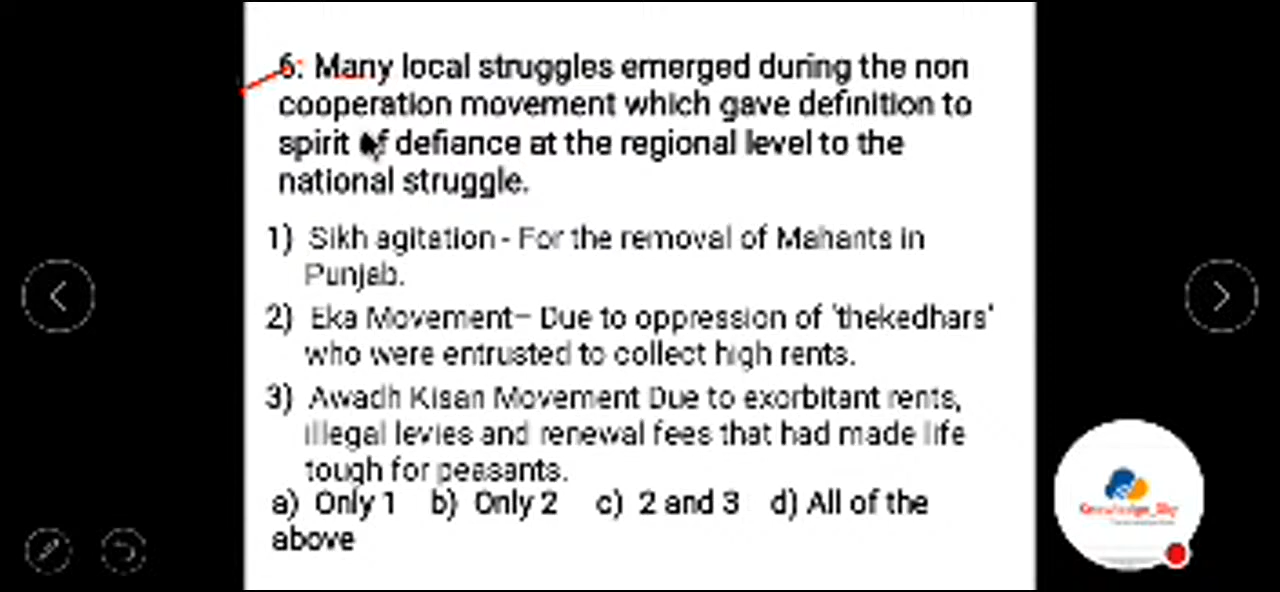 6: Many local struggles emerged during the non
cooperation movement which gave definition to
spirit of defiance at the regional level to the
national struggle.
1) Sikh agitation - For the removal of Mahants in
Punjab.
2) Eka Movement– Due to oppression of 'thekedhars'
who were entrusted to collect high rents.
3) Awadh Kisan Movement Due to exorbitant rents,
illegal levies and renewal fees that had made life
tough for peasants.
a) Only 1 b) Only 2 c) 2 and 3 d) All of the
above